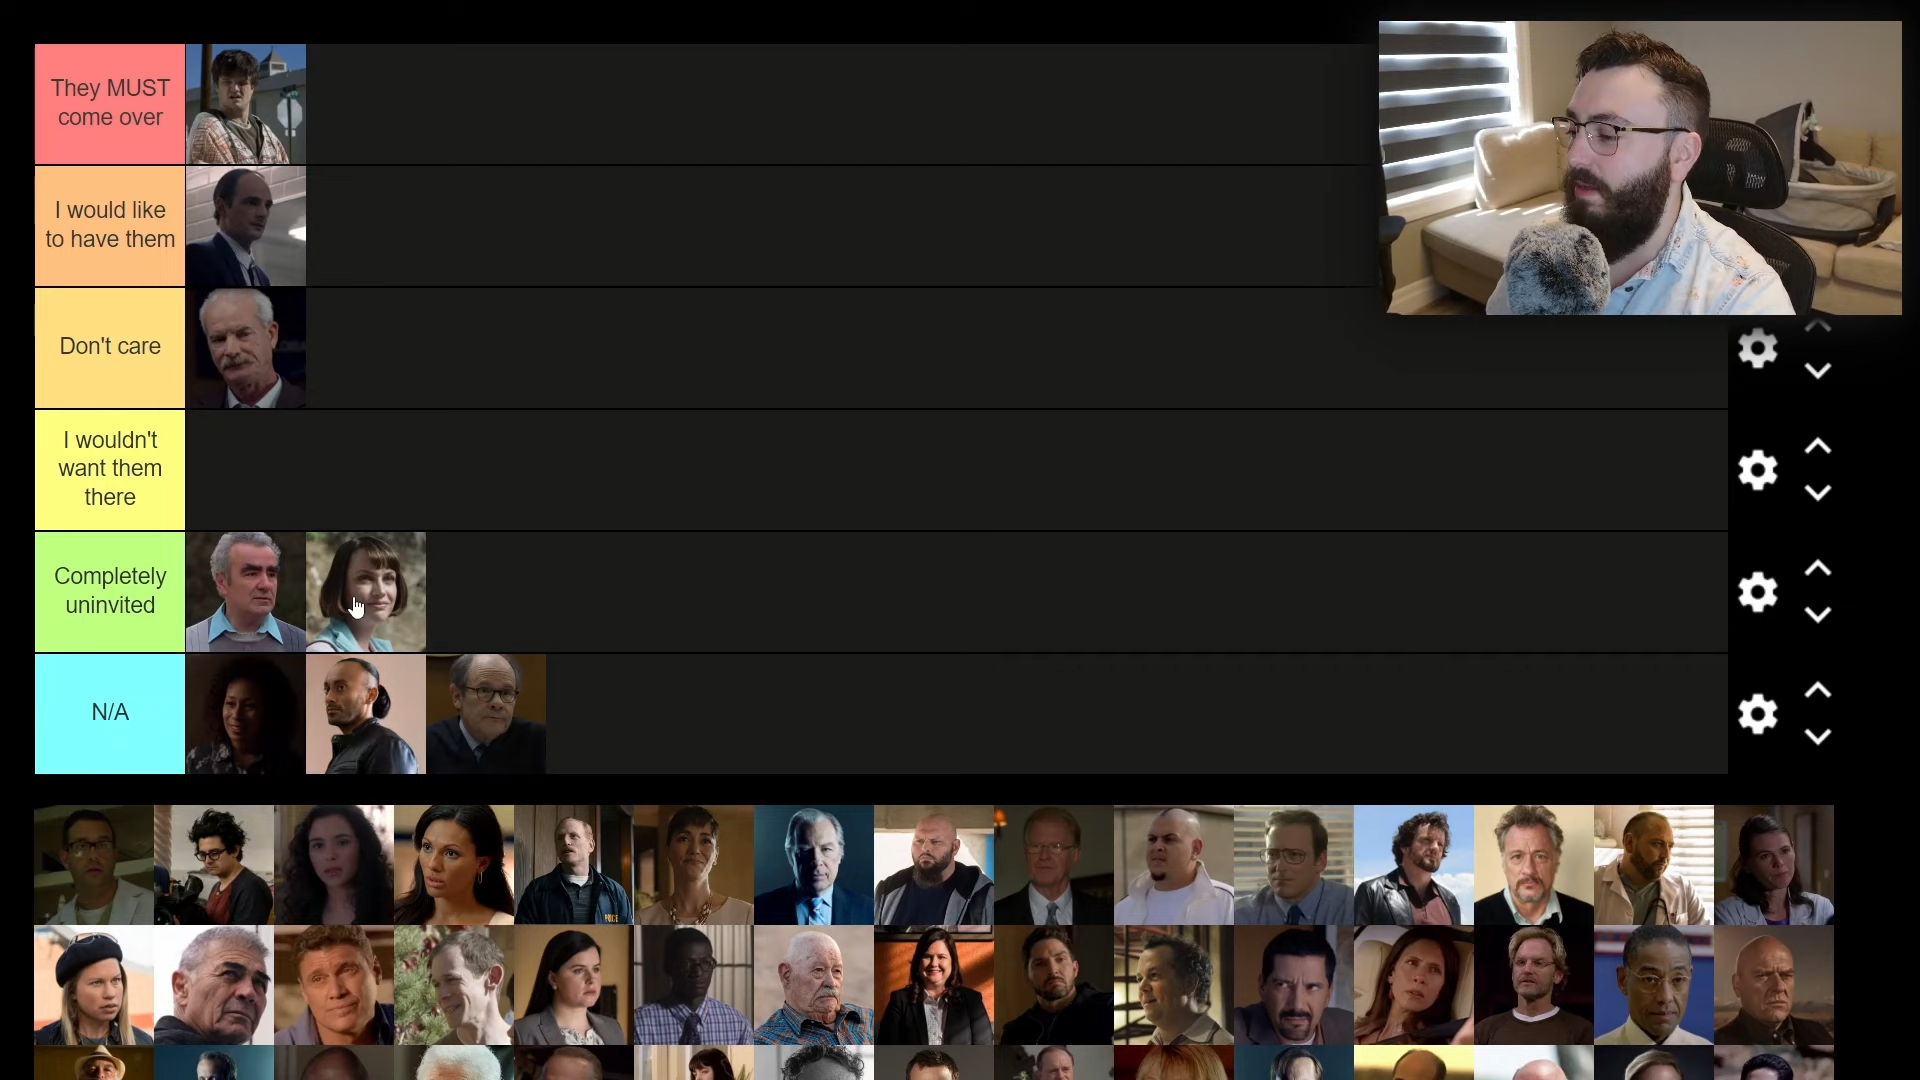 They MUST
come over
I would like
to have them
Don't care
I wouldn't
want them
there
Completely
uninvited
N/A